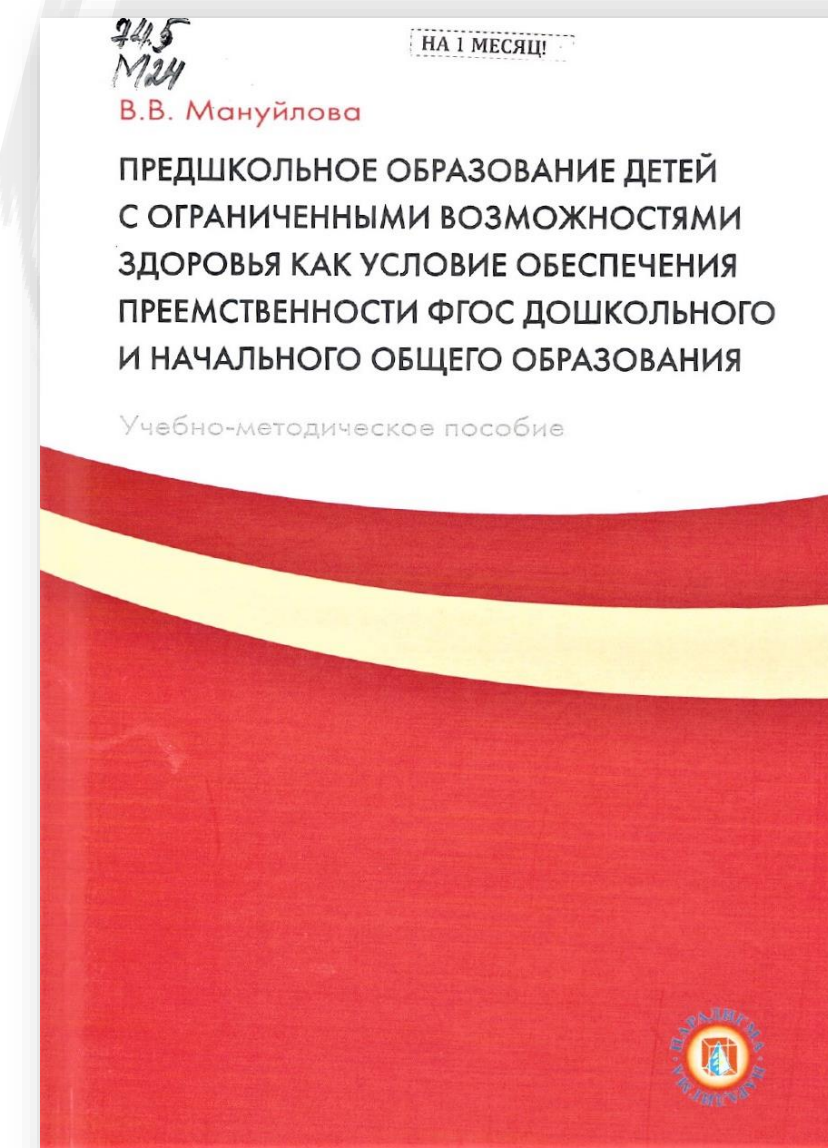 74.5
М24
НА 1 МЕСЯЦ!
В.В. Мануйлова
ПРЕДШКОЛЬНОЕ ОБРАЗОВАНИЕ ДЕТЕЙ
С ОГРАНИЧЕННЫМИ ВОЗМОЖНОСТЯМИ
ЗДОРОВЬЯ КАК УСЛОВИЕ ОБЕСПЕЧЕНИЯ
ПРЕЕМСТВЕННОСТИ ФГОС ДОШКОЛЬНОГО
И НАЧАЛЬНОГО ОБЩЕГО ОБРАЗОВАНИЯ
Учебно-методическое пособие
ПАРАДИГМА · ПАРАДИГМА ·